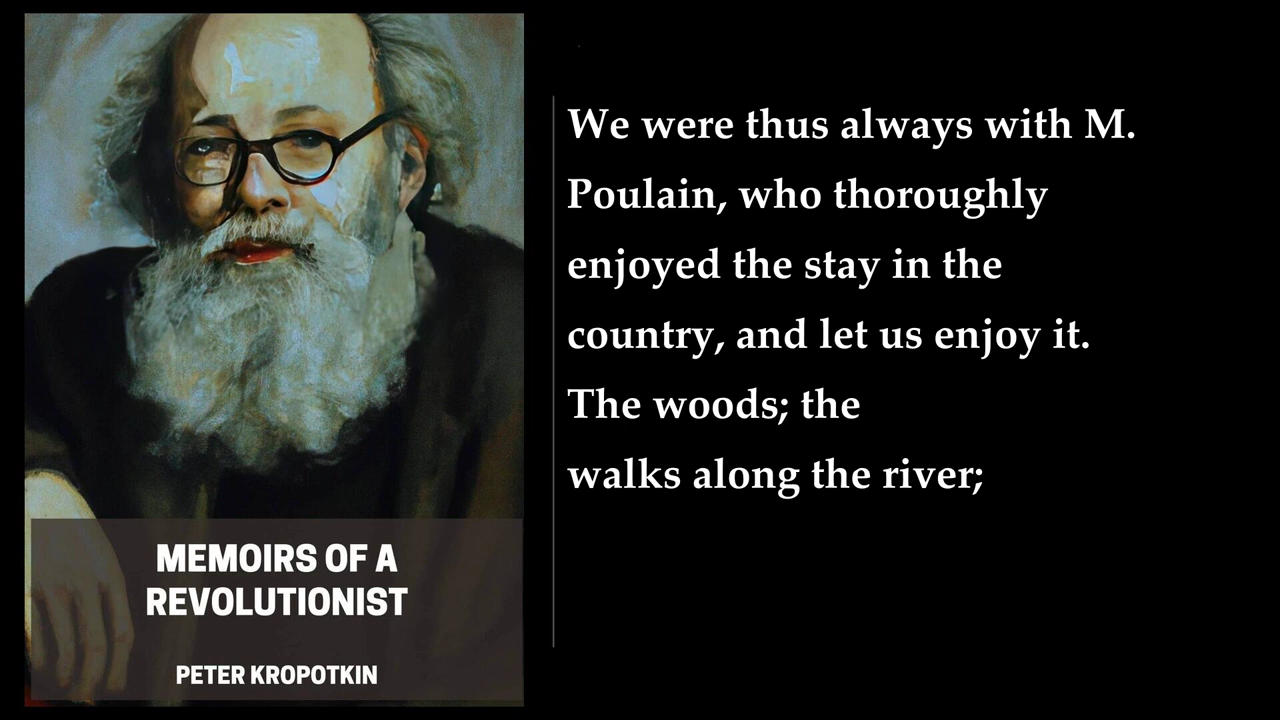 MEMOIRS OF A
REVOLUTIONIST
PETER KROPOTKIN
We were thus always with M.
Poulain, who thoroughly
enjoyed the stay in the
country, and let us enjoy it.
The woods; the
walks along the river;